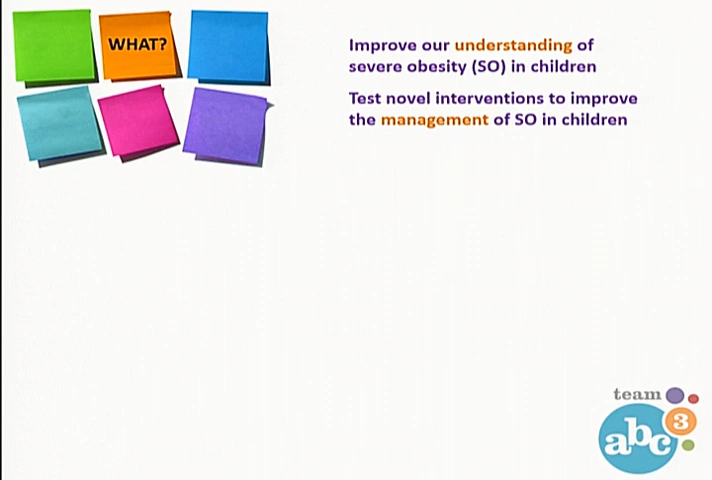 WHAT?
Improve our understanding of
severe obesity (SO) in children
Test novel interventions to improve
the management of SO in children
team
abc
3